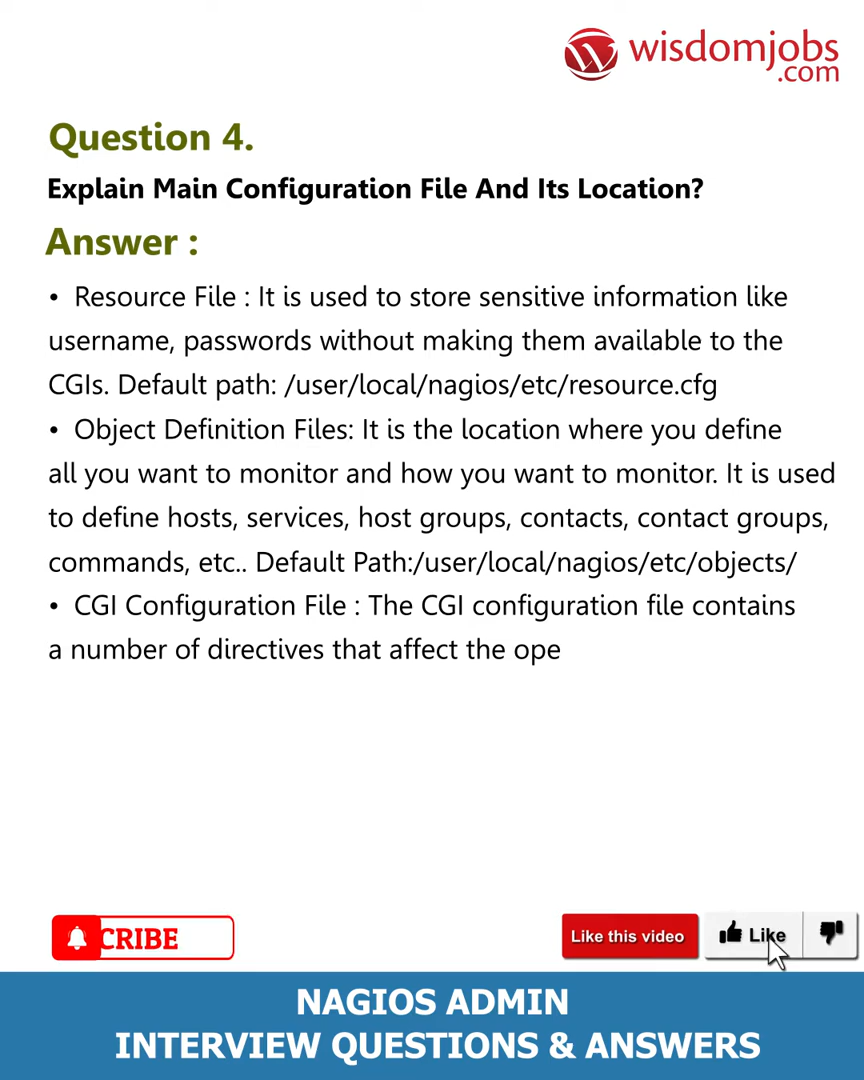 wisdomjobs
.com
Question 4.
Explain Main Configuration File And Its Location?
Answer :
• Resource File : It is used to store sensitive information like
username, passwords without making them available to the
CGIs. Default path: /user/local/nagios/etc/resource.cfg
• Object Definition Files: It is the location where you define
all you want to monitor and how you want to monitor. It is used
to define hosts, services, host groups, contacts, contact groups,
commands, etc.. Default Path:/user/local/nagios/etc/objects/
• CGI Configuration File : The CGI configuration file contains
a number of directives that affect the ope
CRIBE
Like this video
Like
NAGIOS ADMIN
INTERVIEW QUESTIONS & ANSWERS